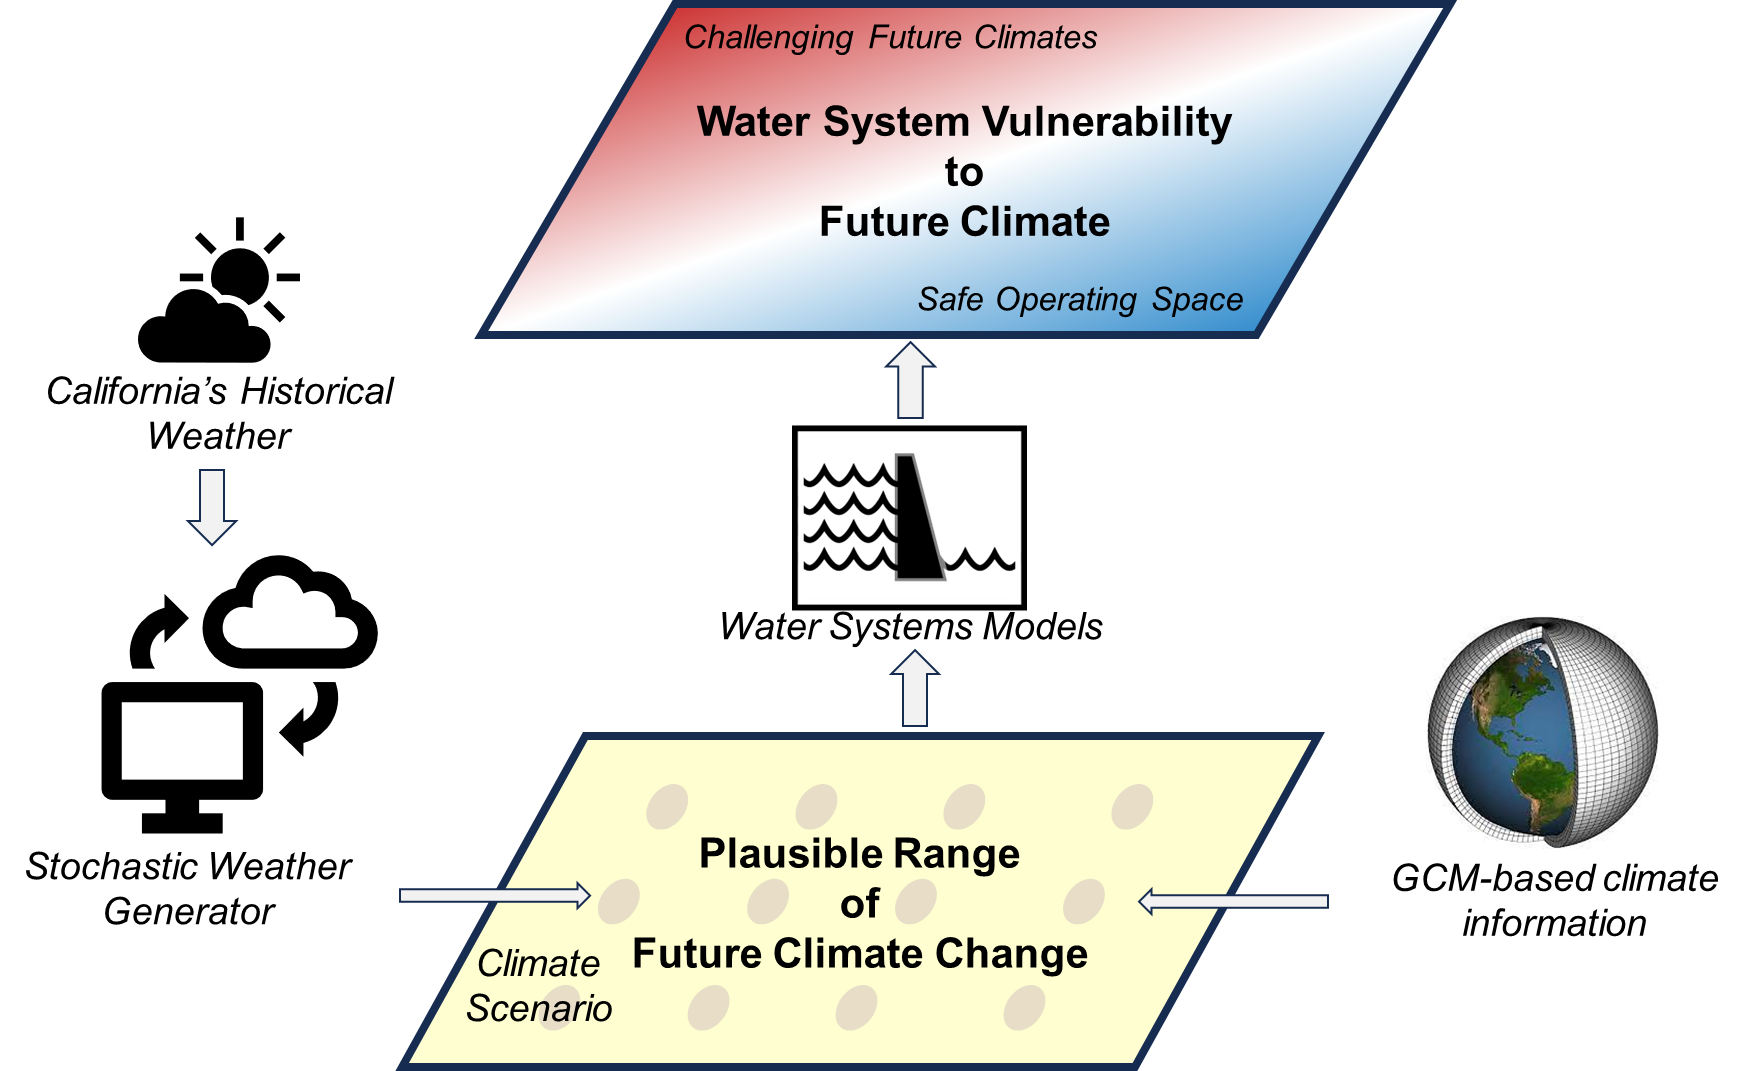 Challenging Future Climates
Water System Vulnerability
to
Future Climate
Safe Operating Space
California’s Historical
Weather
Water Systems Models
Stochastic Weather
Generator
Plausible Range
of
Future Climate Change
Climate
Scenario
GCM-based climate
information